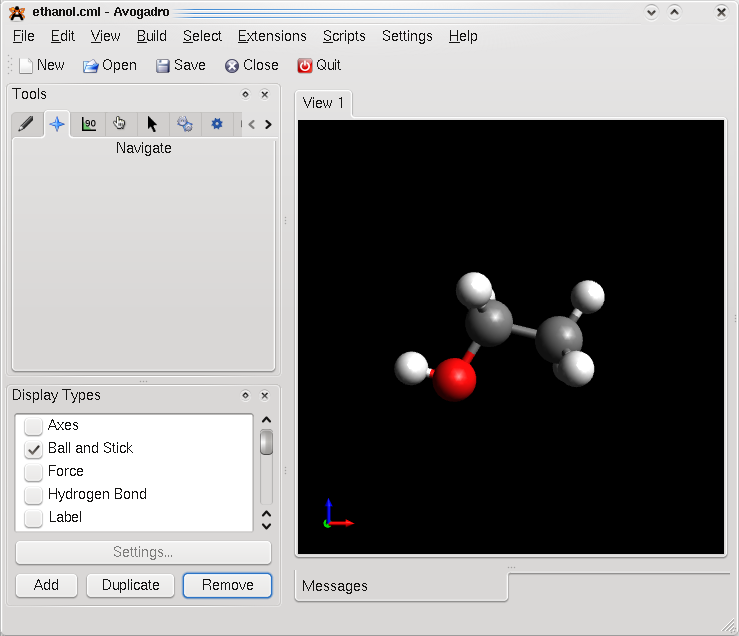 ethanol.cml - Avogadro
File Edit View Build Select Extensions Scripts Settings Help
New Open Save Close Quit
Tools
90
Navigate
View 1
Display Types
Axes
Ball and Stick
Force
Hydrogen Bond
Label
Settings...
Add Duplicate Remove
Messages